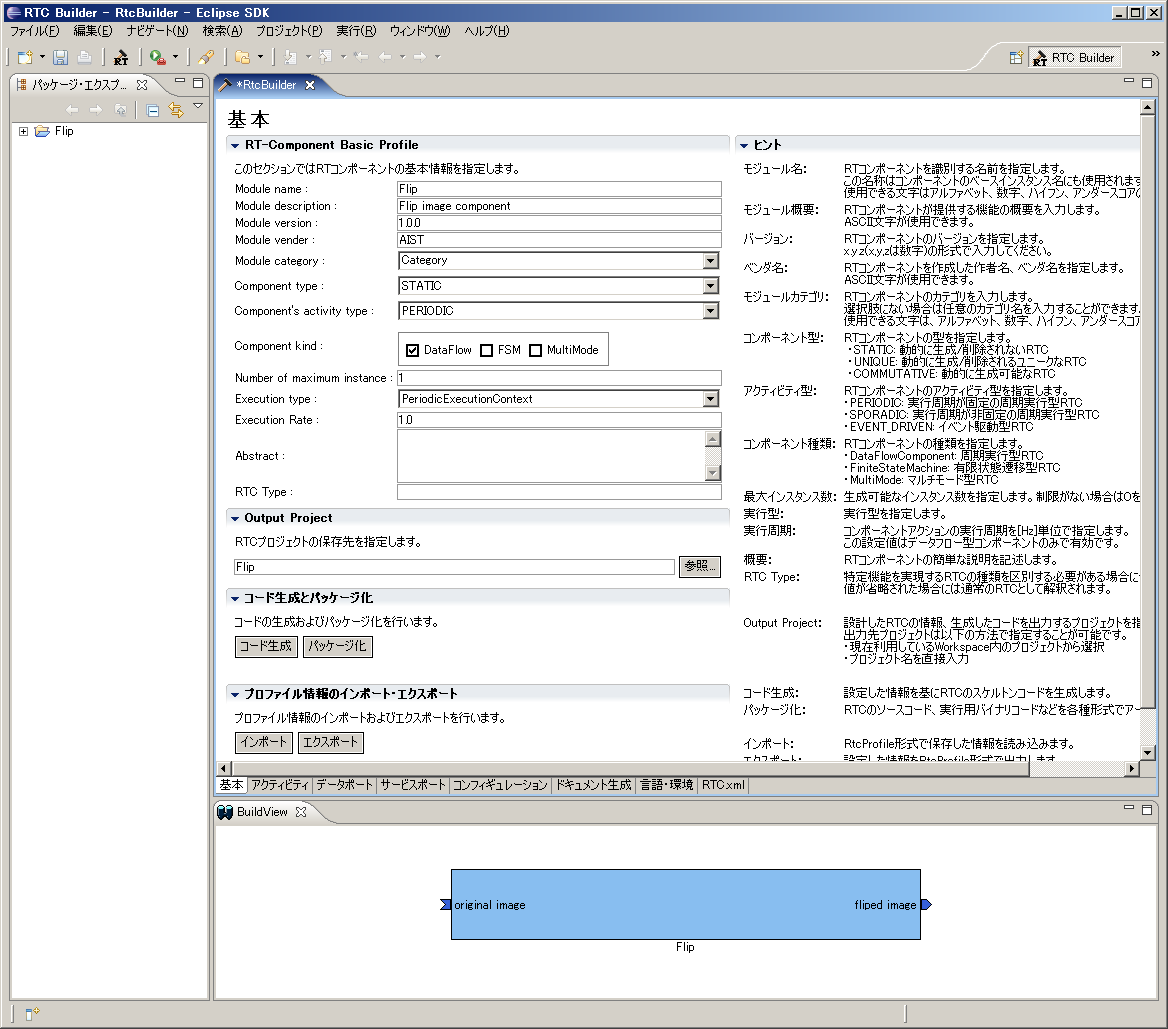 RTC Builder - RtcBuilder - Eclipse SDK
ファイル(F) 編集(E) ナビゲート(N) 検索(A) プロジェクト(P) 実行(R) ウィンドウ(W) ヘルプ(H)
RTC Builder
パッケージ・エクスプ...
*RtcBuilder
Flip
基本
RT-Component Basic Profile
このセクションではRTコンポーネントの基本情報を指定します。
Module name : Flip
Module description : Flip image component
Module version : 1.0.0
Module vender : AIST
Module category : Category
Component type : STATIC
Component's activity type : PERIODIC
Component kind : DataFlow FSM MultiMode
Number of maximum instance : 1
Execution type : PeriodicExecutionContext
Execution Rate : 1.0
Abstract :
RTC Type :
Output Project
RTCプロジェクトの保存先を指定します。
Flip 参照...
コード生成とパッケージ化
コードの生成およびパッケージ化を行います。
コード生成 パッケージ化
プロファイル情報のインポート・エクスポート
プロファイル情報のインポートおよびエクスポートを行います。
インポート エクスポート
ヒント
モジュール名: RTコンポーネントを識別する名前を指定します。
この名称はコンポーネントのベースインスタンス名にも使用されます
使用できる文字はアルファベット、数字、ハイフン、アンダースコアの
モジュール概要: RTコンポーネントが提供する機能の概要を入力します。
ASCII文字が使用できます。
バージョン: RTコンポーネントのバージョンを指定します。
x.y.z(x,y,zは数字)の形式で入力してください。
ベンダ名: RTコンポーネントを作成した作者名、ベンダ名を指定します。
ASCII文字が使用できます。
モジュールカテゴリ: RTコンポーネントのカテゴリを入力します。
選択肢にない場合は任意のカテゴリ名を入力することができます。
使用できる文字は、アルファベット、数字、ハイフン、アンダースコア
コンポーネント型: RTコンポーネントの型を指定します。
・STATIC: 動的に生成/削除されないRTC
・UNIQUE: 動的に生成/削除されるユニークなRTC
・COMMUTATIVE: 動的に生成可能なRTC
アクティビティ型: RTコンポーネントのアクティビティ型を指定します。
・PERIODIC: 実行周期が固定の周期実行型RTC
・SPORADIC: 実行周期が非固定の周期実行型RTC
・EVENT_DRIVEN: イベント駆動型RTC
コンポーネント種類: RTコンポーネントの種類を指定します。
・DataFlowComponent: 周期実行型RTC
・FiniteStateMachine: 有限状態遷移型RTC
・MultiMode: マルチモード型RTC
最大インスタンス数: 生成可能なインスタンス数を指定します。制限がない場合は0を
実行型: 実行型を指定します。
実行周期: コンポーネントアクションの実行周期を[Hz]単位で指定します。
この設定値はデータフロー型コンポーネントのみで有効です。
概要: RTコンポーネントの簡単な説明を記述します。
RTC Type: 特定機能を実現するRTCの種類を区別する必要がある場合に
値が省略された場合には通常のRTCとして解釈されます。
Output Project: 設計したRTCの情報、生成したコードを出力するプロジェクトを指
出力先プロジェクトは以下の方法で指定することが可能です。
・現在利用しているWorkspace内のプロジェクトから選択
・プロジェクト名を直接入力
コード生成: 設定した情報を基にRTCのスケルトンコードを生成します。
パッケージ化: RTCのソースコード、実行用バイナリコードなどを各種形式でアー
インポート: RtcProfile形式で保存した情報を読み込みます。
エクスポート: 設定した情報をRtcProfile形式で出力します
基本 アクティビティ データポート サービスポート コンフィギュレーション ドキュメント生成 言語・環境 RTC.xml
BuildView
original image fliped image
Flip